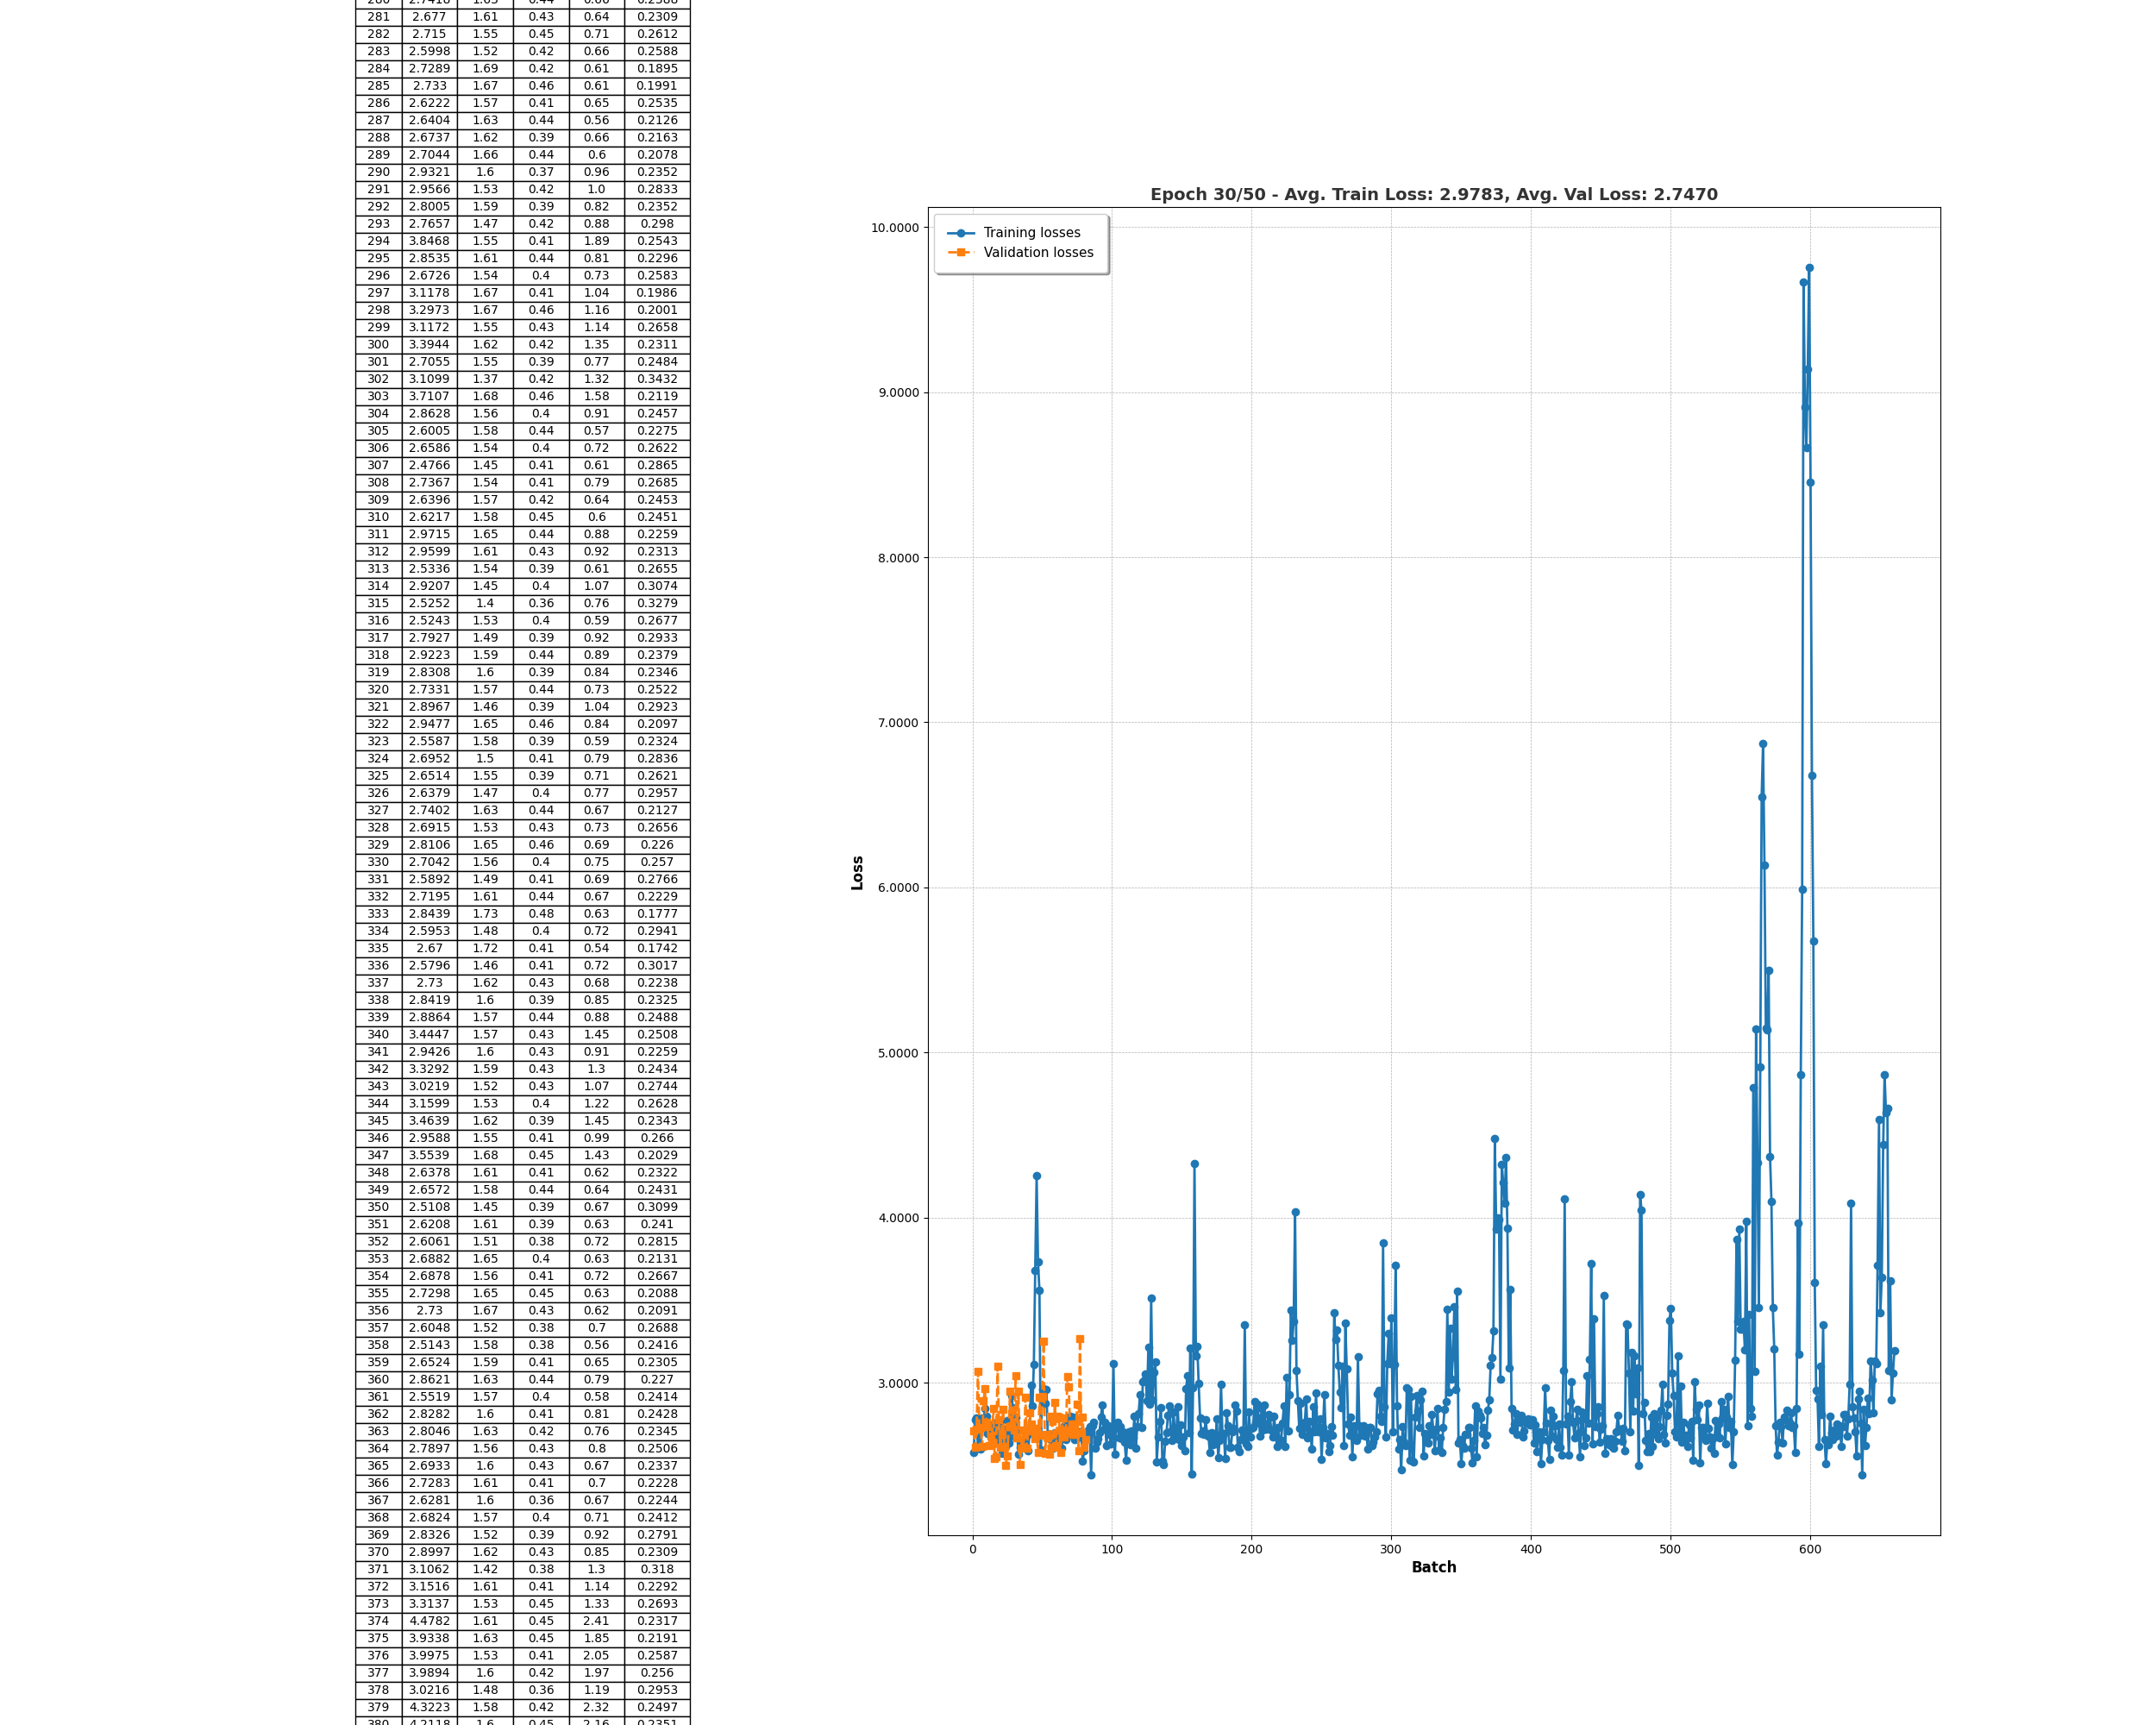 281 2.677 1.61 0.43 0.64 0.2309
282 2.715 1.55 0.45 0.71 0.2612
283 2.5998 1.52 0.42 0.66 0.2588
284 2.7289 1.69 0.42 0.61 0.1895
285 2.733 1.67 0.46 0.61 0.1991
286 2.6222 1.57 0.41 0.65 0.2535
287 2.6404 1.63 0.44 0.56 0.2126
288 2.6737 1.62 0.39 0.66 0.2163
289 2.7044 1.66 0.44 0.6 0.2078
290 2.9321 1.6 0.37 0.96 0.2352
291 2.9566 1.53 0.42 1.0 0.2833
292 2.8005 1.59 0.39 0.82 0.2352
293 2.7657 1.47 0.42 0.88 0.298
294 3.8468 1.55 0.41 1.89 0.2543
295 2.8535 1.61 0.44 0.81 0.2296
296 2.6726 1.54 0.4 0.73 0.2583
297 3.1178 1.67 0.41 1.04 0.1986
298 3.2973 1.67 0.46 1.16 0.2001
299 3.1172 1.55 0.43 1.14 0.2658
300 3.3944 1.62 0.42 1.35 0.2311
301 2.7055 1.55 0.39 0.77 0.2484
302 3.1099 1.37 0.42 1.32 0.3432
303 3.7107 1.68 0.46 1.58 0.2119
304 2.8628 1.56 0.4 0.91 0.2457
305 2.6005 1.58 0.44 0.57 0.2275
306 2.6586 1.54 0.4 0.72 0.2622
307 2.4766 1.45 0.41 0.61 0.2865
308 2.7367 1.54 0.41 0.79 0.2685
309 2.6396 1.57 0.42 0.64 0.2453
310 2.6217 1.58 0.45 0.6 0.2451
311 2.9715 1.65 0.44 0.88 0.2259
312 2.9599 1.61 0.43 0.92 0.2313
313 2.5336 1.54 0.39 0.61 0.2655
314 2.9207 1.45 0.4 1.07 0.3074
315 2.5252 1.4 0.36 0.76 0.3279
316 2.5243 1.53 0.4 0.59 0.2677
317 2.7927 1.49 0.39 0.92 0.2933
318 2.9223 1.59 0.44 0.89 0.2379
319 2.8308 1.6 0.39 0.84 0.2346
320 2.7331 1.57 0.44 0.73 0.2522
321 2.8967 1.46 0.39 1.04 0.2923
322 2.9477 1.65 0.46 0.84 0.2097
323 2.5587 1.58 0.39 0.59 0.2324
324 2.6952 1.5 0.41 0.79 0.2836
325 2.6514 1.55 0.39 0.71 0.2621
326 2.6379 1.47 0.4 0.77 0.2957
327 2.7402 1.63 0.44 0.67 0.2127
328 2.6915 1.53 0.43 0.73 0.2656
329 2.8106 1.65 0.46 0.69 0.226
330 2.7042 1.56 0.4 0.75 0.257
331 2.5892 1.49 0.41 0.69 0.2766
332 2.7195 1.61 0.44 0.67 0.2229
333 2.8439 1.73 0.48 0.63 0.1777
334 2.5953 1.48 0.4 0.72 0.2941
335 2.67 1.72 0.41 0.54 0.1742
336 2.5796 1.46 0.41 0.72 0.3017
337 2.73 1.62 0.43 0.68 0.2238
338 2.8419 1.6 0.39 0.85 0.2325
339 2.8864 1.57 0.44 0.88 0.2488
340 3.4447 1.57 0.43 1.45 0.2508
341 2.9426 1.6 0.43 0.91 0.2259
342 3.3292 1.59 0.43 1.3 0.2434
343 3.0219 1.52 0.43 1.07 0.2744
344 3.1599 1.53 0.4 1.22 0.2628
345 3.4639 1.62 0.39 1.45 0.2343
346 2.9588 1.55 0.41 0.99 0.266
347 3.5539 1.68 0.45 1.43 0.2029
348 2.6378 1.61 0.41 0.62 0.2322
349 2.6572 1.58 0.44 0.64 0.2431
350 2.5108 1.45 0.39 0.67 0.3099
351 2.6208 1.61 0.39 0.63 0.241
352 2.6061 1.51 0.38 0.72 0.2815
353 2.6882 1.65 0.4 0.63 0.2131
354 2.6878 1.56 0.41 0.72 0.2667
355 2.7298 1.65 0.45 0.63 0.2088
356 2.73 1.67 0.43 0.62 0.2091
357 2.6048 1.52 0.38 0.7 0.2688
358 2.5143 1.58 0.38 0.56 0.2416
359 2.6524 1.59 0.41 0.65 0.2305
360 2.8621 1.63 0.44 0.79 0.227
361 2.5519 1.57 0.4 0.58 0.2414
362 2.8282 1.6 0.41 0.81 0.2428
363 2.8046 1.63 0.42 0.76 0.2345
364 2.7897 1.56 0.43 0.8 0.2506
365 2.6933 1.6 0.43 0.67 0.2337
366 2.7283 1.61 0.41 0.7 0.2228
367 2.6281 1.6 0.36 0.67 0.2244
368 2.6824 1.57 0.4 0.71 0.2412
369 2.8326 1.52 0.39 0.92 0.2791
370 2.8997 1.62 0.43 0.85 0.2309
371 3.1062 1.42 0.38 1.3 0.318
372 3.1516 1.61 0.41 1.14 0.2292
373 3.3137 1.53 0.45 1.33 0.2693
374 4.4782 1.61 0.45 2.41 0.2317
375 3.9338 1.63 0.45 1.85 0.2191
376 3.9975 1.53 0.41 2.05 0.2587
377 3.9894 1.6 0.42 1.97 0.256
378 3.0216 1.48 0.36 1.19 0.2953
379 4.3223 1.58 0.42 2.32 0.2497
380 4.2118 1.6 0.45 2.16 0.2351
Epoch 30/50 - Avg. Train Loss: 2.9783, Avg. Val Loss: 2.7470
Training losses
Validation losses
10.0000
9.0000
8.0000
7.0000
6.0000
5.0000
4.0000
3.0000
Loss
0 100 200 300 400 500 600
Batch